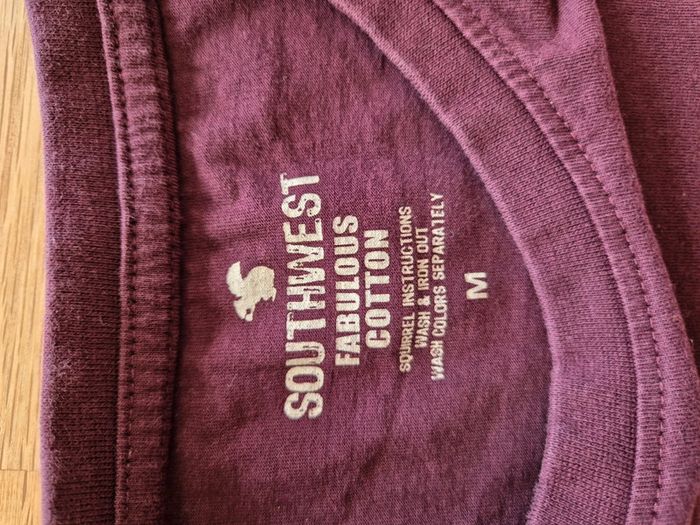 SOUTHWEST
FABULOUS
COTTON
SQUIRREL INSTRUCTIONS
WASH & IRON OUT
WASH COLORS SEPARATELY
M